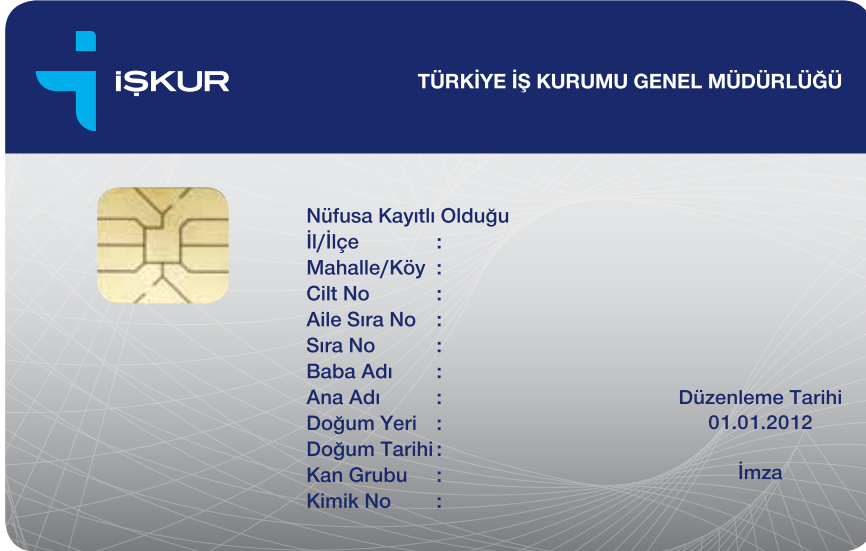 iŞKUR
TÜRKİYE İŞ KURUMU GENEL MÜDÜRLÜĞÜ
Nüfusa Kayıtlı Olduğu
İl/İlçe :
Mahalle/Köy :
Cilt No :
Aile Sıra No :
Sıra No :
Baba Adı :
Ana Adı :
Doğum Yeri :
Doğum Tarihi:
Kan Grubu :
Kimik No :
Düzenleme Tarihi
01.01.2012
İmza